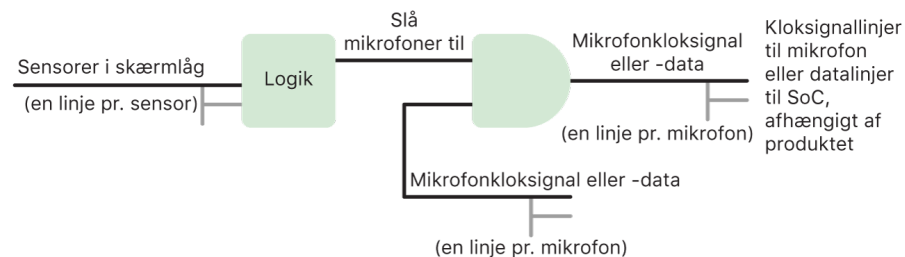 Sensorer i skærmlåg
(en linje pr. sensor)
Logik
Slå
mikrofoner til
Mikrofonkloksignal
eller -data
(en linje pr. mikrofon)
Kloksignallinjer
til mikrofon
eller datalinjer
til SoC,
afhængigt af
produktet
Mikrofonkloksignal eller -data
(en linje pr. mikrofon)